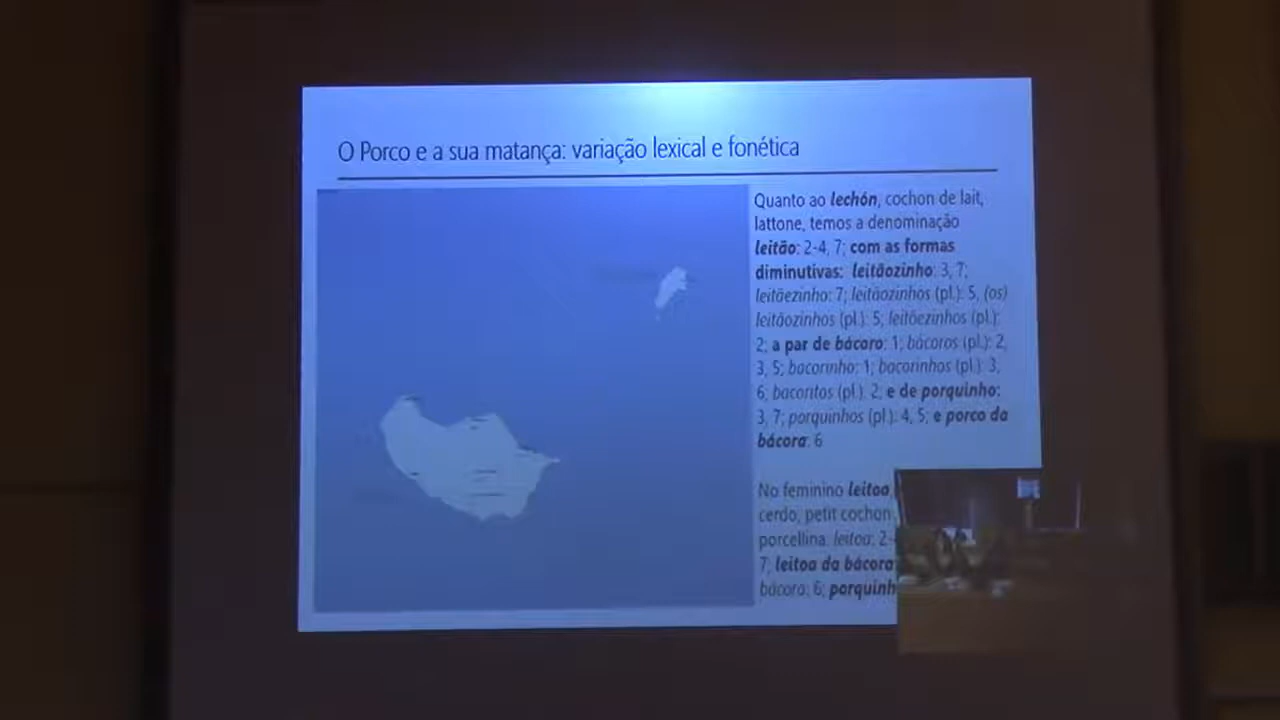 O Porco e a sua matança: variação lexical e fonética
Quanto ao lechón, cochon de lait,
lattone, temos a denominação
leitão: 2-4, 7; com as formas
diminutivas: leitãozinho: 3, 7;
leitãezinho: 7; leitãozinhos (pl.): 5, (os)
leitãozinhos (pl.): 5; leitõezinhos (pl.):
2; a par de bácoro: 1; bácoros (pl.): 2,
3, 5; bacorinho: 1; bacorinhos (pl.): 3,
6; bacoritos (pl.): 2; e de porquinho:
3, 7; porquinhos (pl.): 4, 5; e porco da
bácora: 6
No feminino leitoa
cerdo, petit cochon
porcellina: leitoa: 2-
7; leitoa da bácora
bácora: 6; porquinh